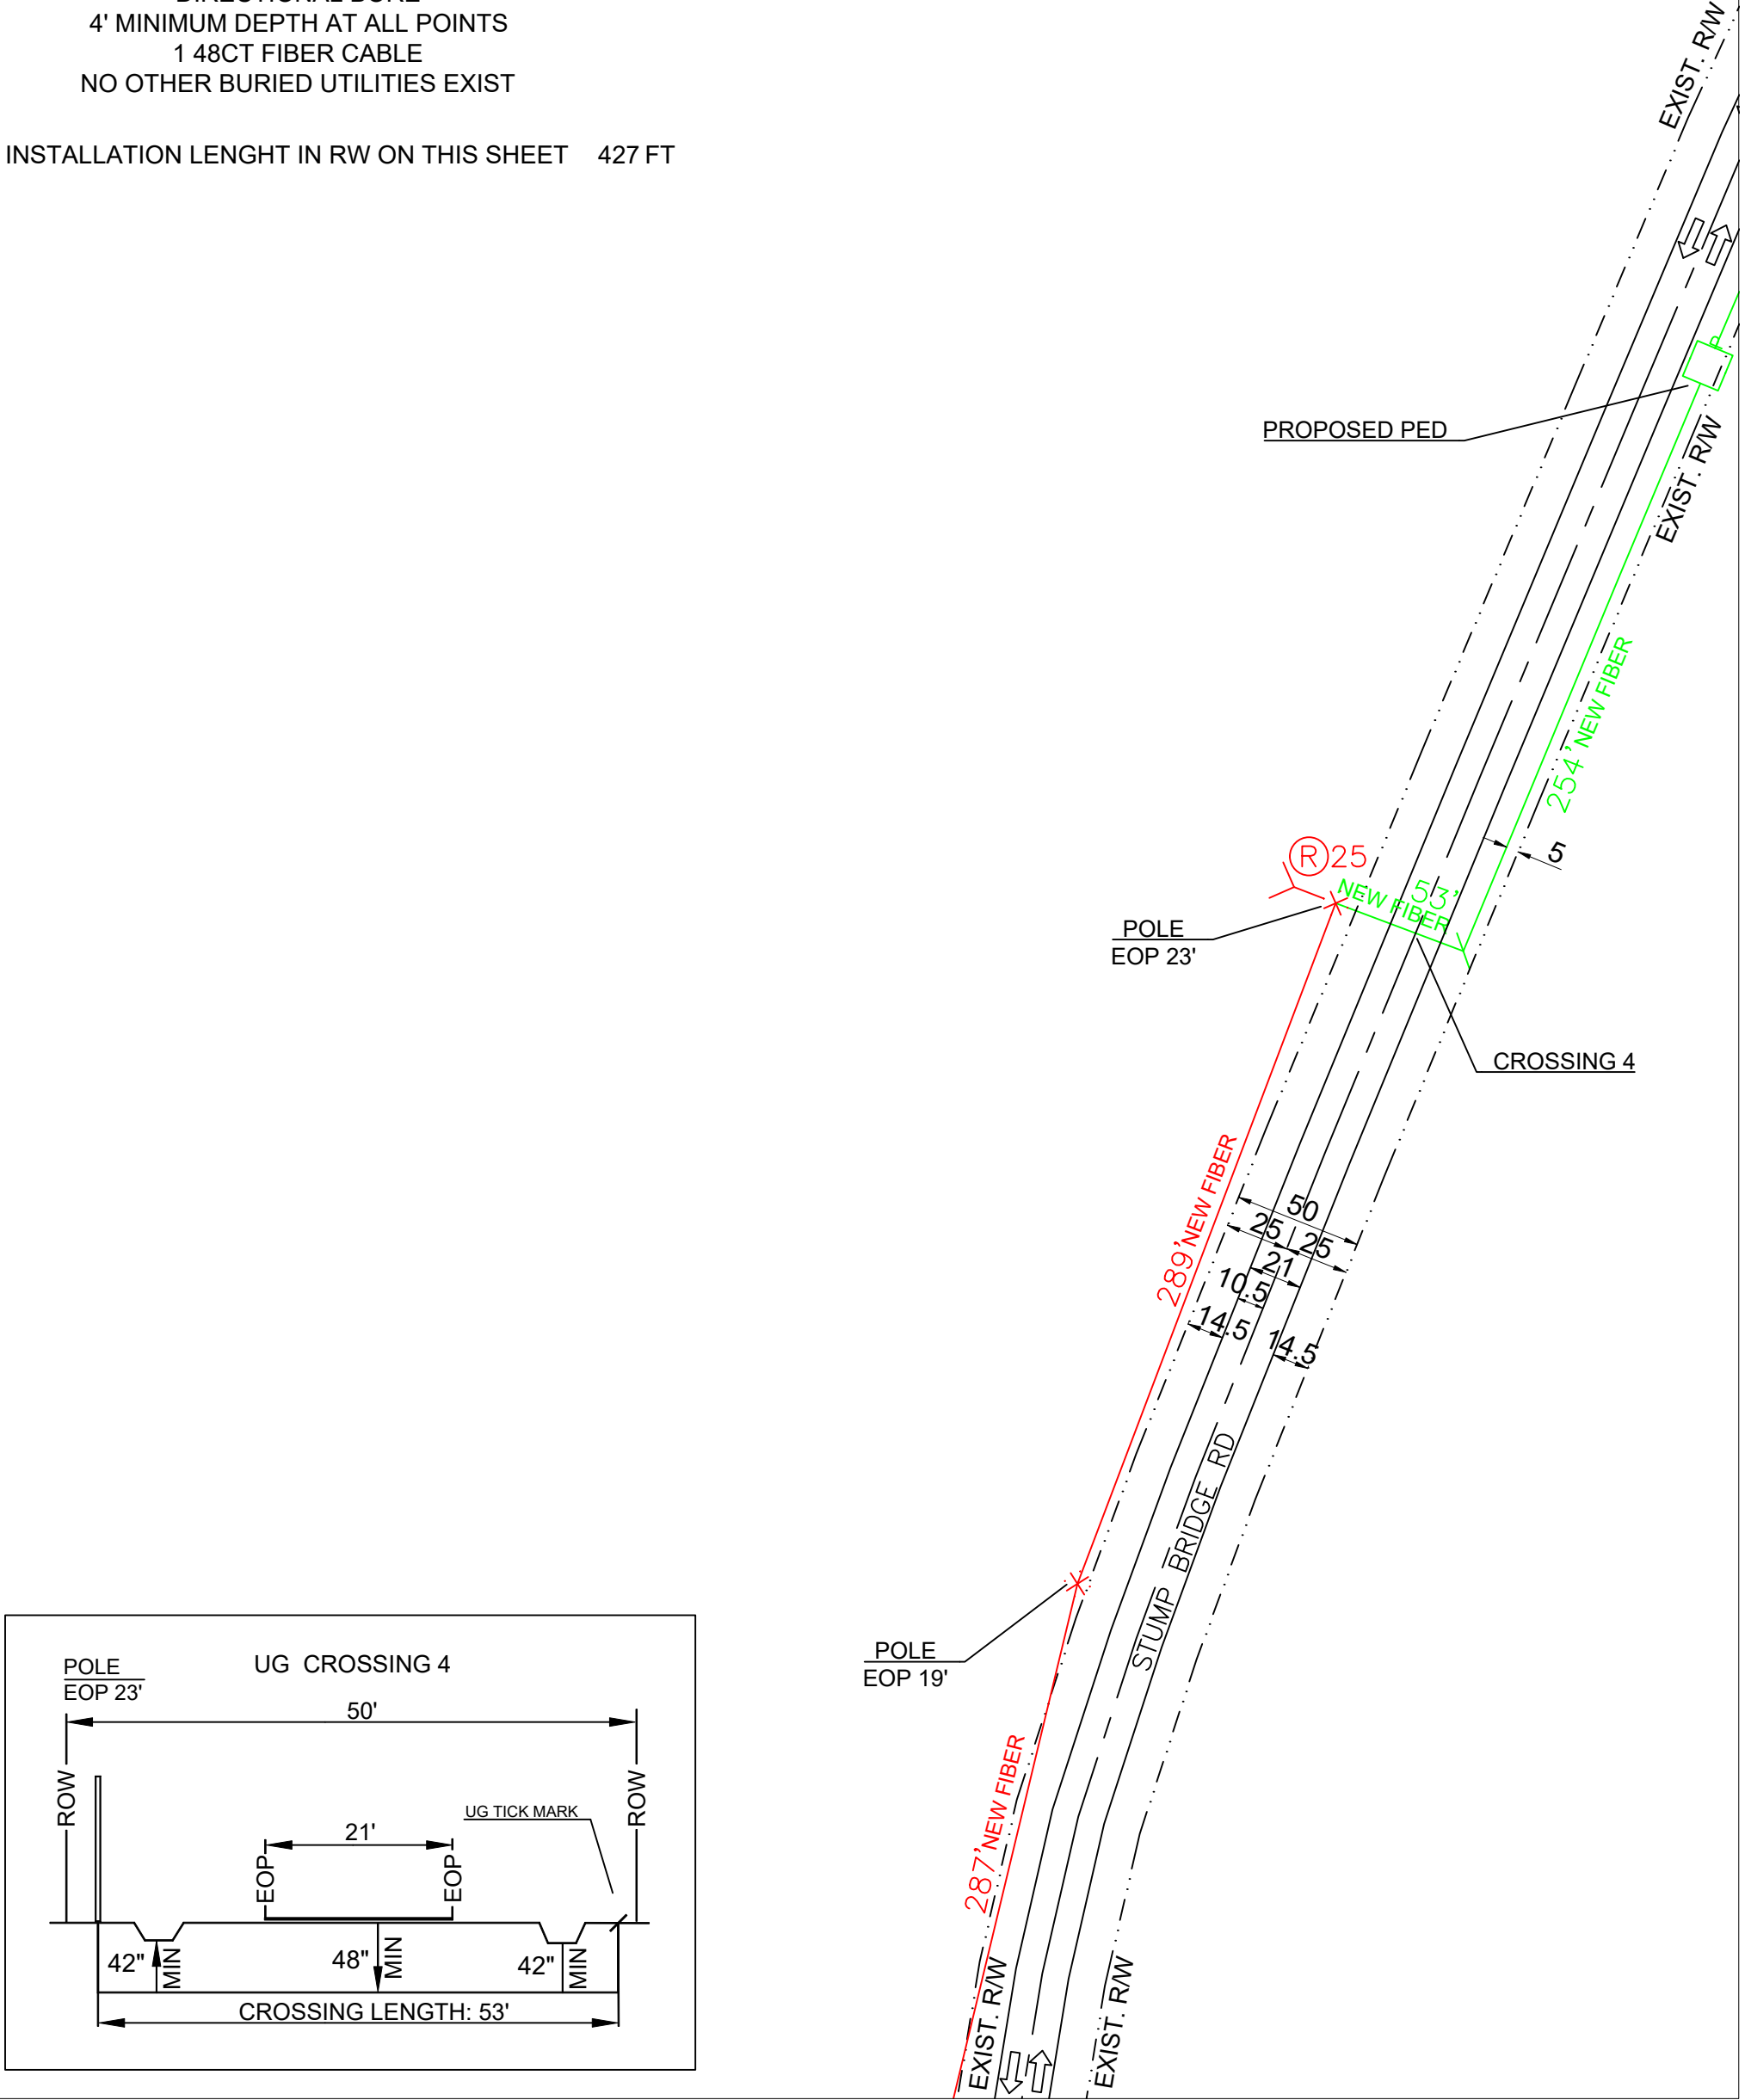 4' MINIMUM DEPTH AT ALL POINTS
1 48CT FIBER CABLE
NO OTHER BURIED UTILITIES EXIST
INSTALLATION LENGHT IN RW ON THIS SHEET 427 FT
EXIST. R/W
PROPOSED PED
EXIST. R/W
254' NEW FIBER
5
R 25
NEW FIBER
53'
POLE
EOP 23'
CROSSING 4
289' NEW FIBER
50
25
25
21
10.5
14.5
14.5
STUMP BRIDGE RD
POLE
EOP 19'
287' NEW FIBER
EXIST. R/W
EXIST. R/W
UG CROSSING 4
POLE
EOP 23'
50'
ROW
ROW
UG TICK MARK
21'
EOP
EOP
42"
MIN
48"
MIN
42"
MIN
CROSSING LENGTH: 53'